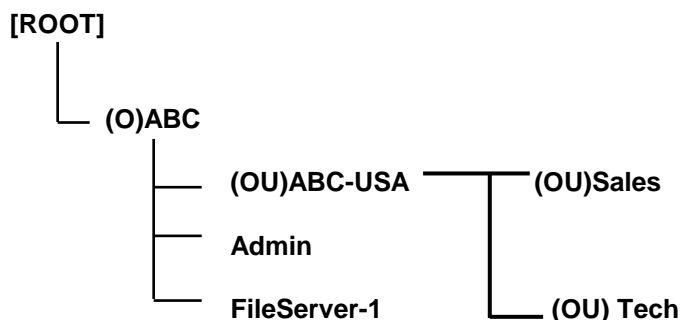 [ROOT]
(O)ABC
(OU)ABC-USA (OU)Sales
Admin
FileServer-1 (OU) Tech